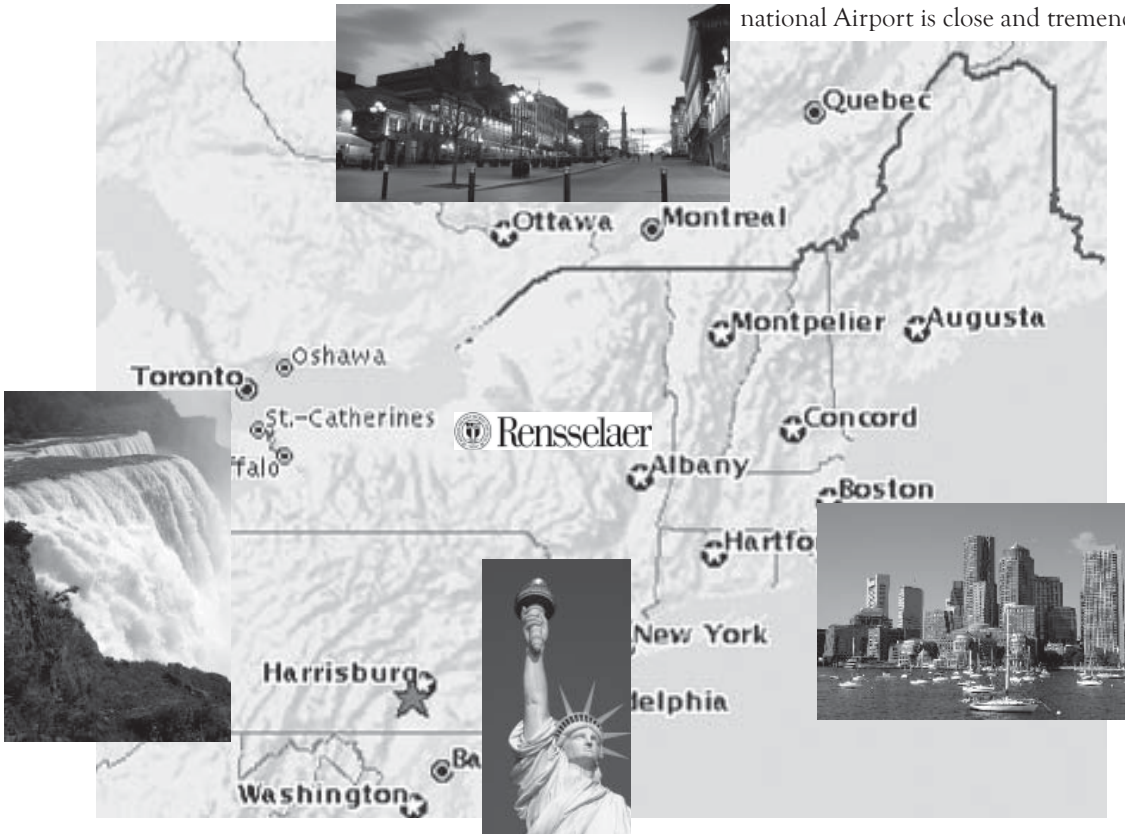 national Airport is close and tremend
Quebec
Ottawa
Montreal
Montpelier
Augusta
Oshawa
Toronto
St.-Catherines
Concord
Rensselaer
ffalo
Albany
Boston
Hartfo
New York
Harrisburg
delphia
Ba
Washington